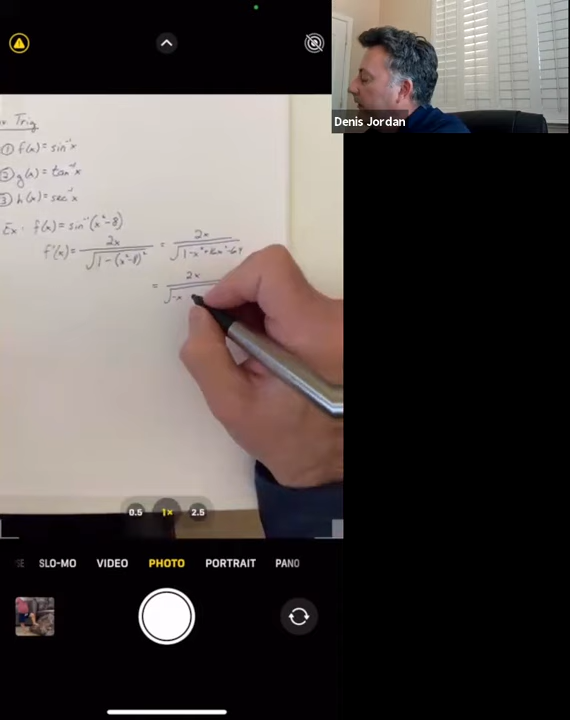 Denis Jordan
Trig
① f(x) = sin⁻¹x
② g(x) = tan⁻¹x
③ h(x) = sec⁻¹x
Ex: f(x) = sin⁻¹(x²-8)
f'(x) = 2x / √(1-(x²-8)²) = 2x / √(1-x⁴+16x²-64)
= 2x / √(-x
0.5 1× 2.5
SLO-MO VIDEO PHOTO PORTRAIT PANO